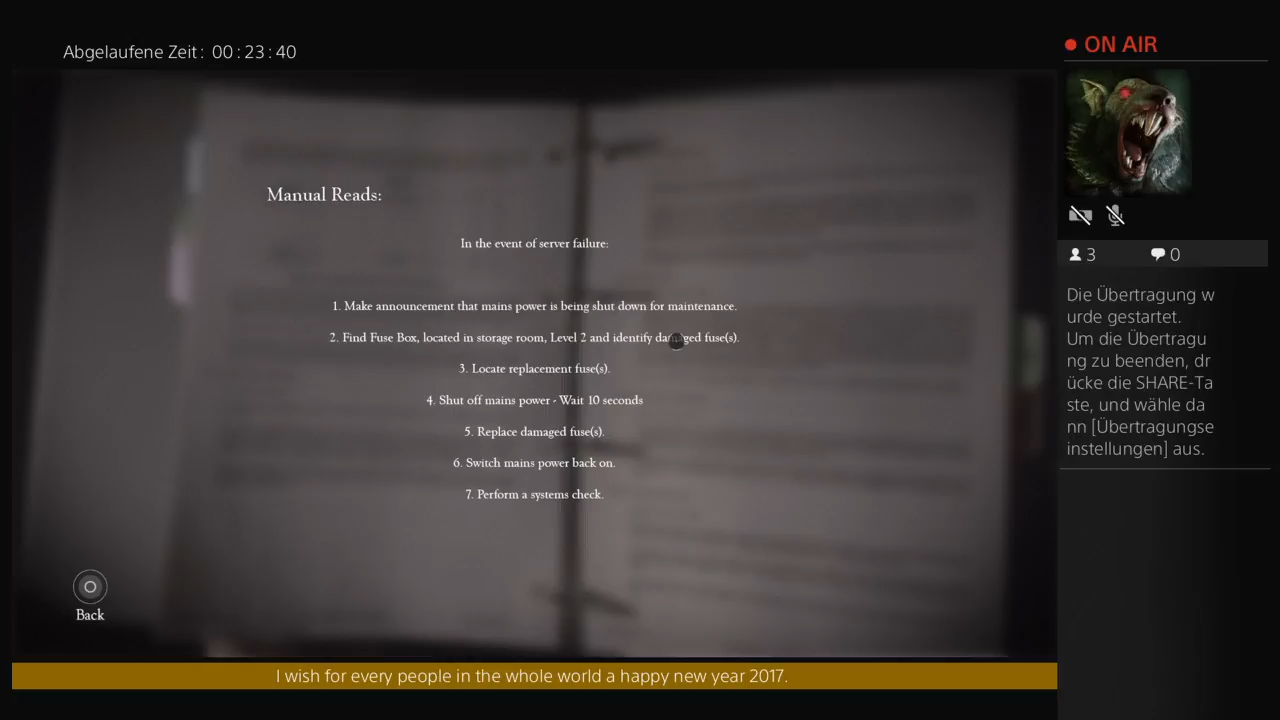 Abgelaufene Zeit: 00:23:40
ON AIR
3
0
Die Übertragung w
urde gestartet.
Um die Übertragu
ng zu beenden, dr
ücke die SHARE-Ta
ste, und wähle da
nn [Übertragungse
instellungen] aus.
Manual Reads:
In the event of server failure:
1. Make announcement that mains power is being shut down for maintenance.
2. Find Fuse Box, located in storage room, Level 2 and identify damaged fuse(s).
3. Locate replacement fuse(s).
4. Shut off mains power - Wait 10 seconds
5. Replace damaged fuse(s).
6. Switch mains power back on.
7. Perform a systems check.
Back
I wish for every people in the whole world a happy new year 2017.